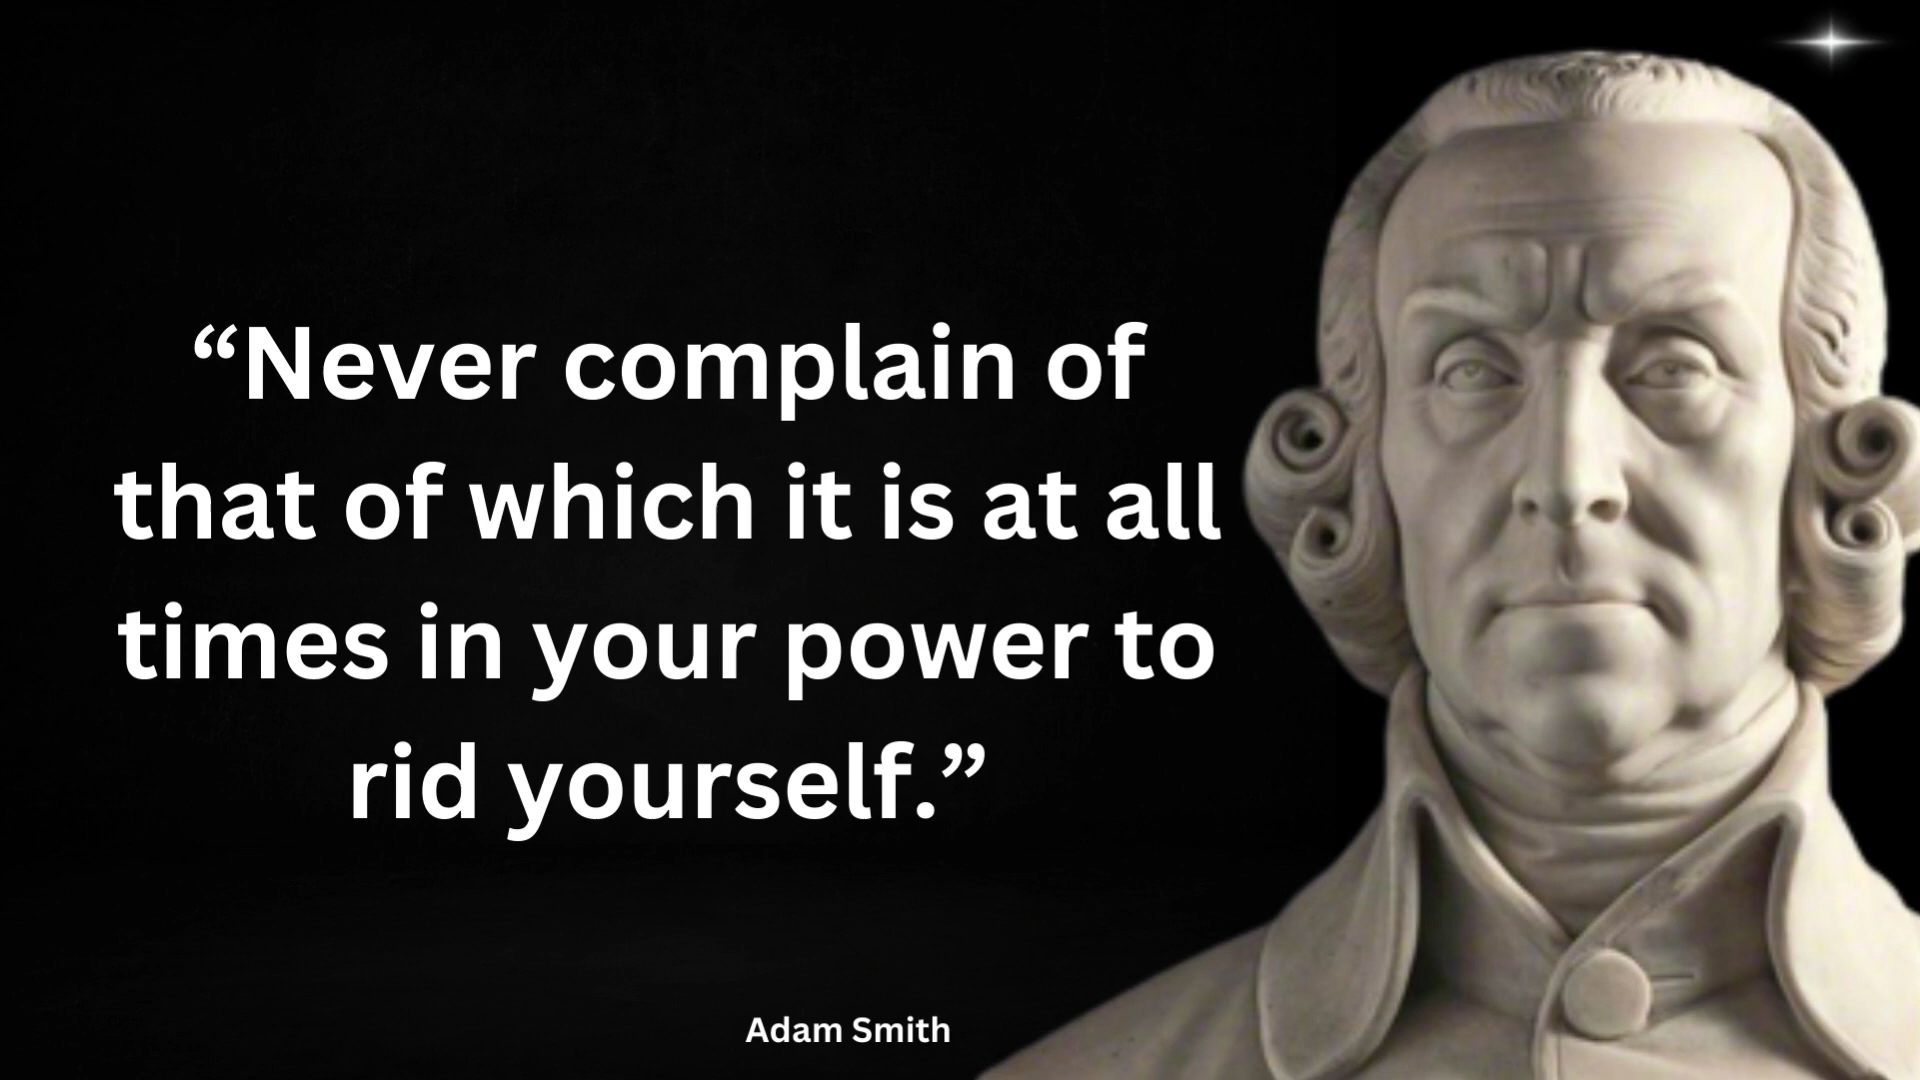 “Never complain of
that of which it is at all
times in your power to
rid yourself.”
Adam Smith